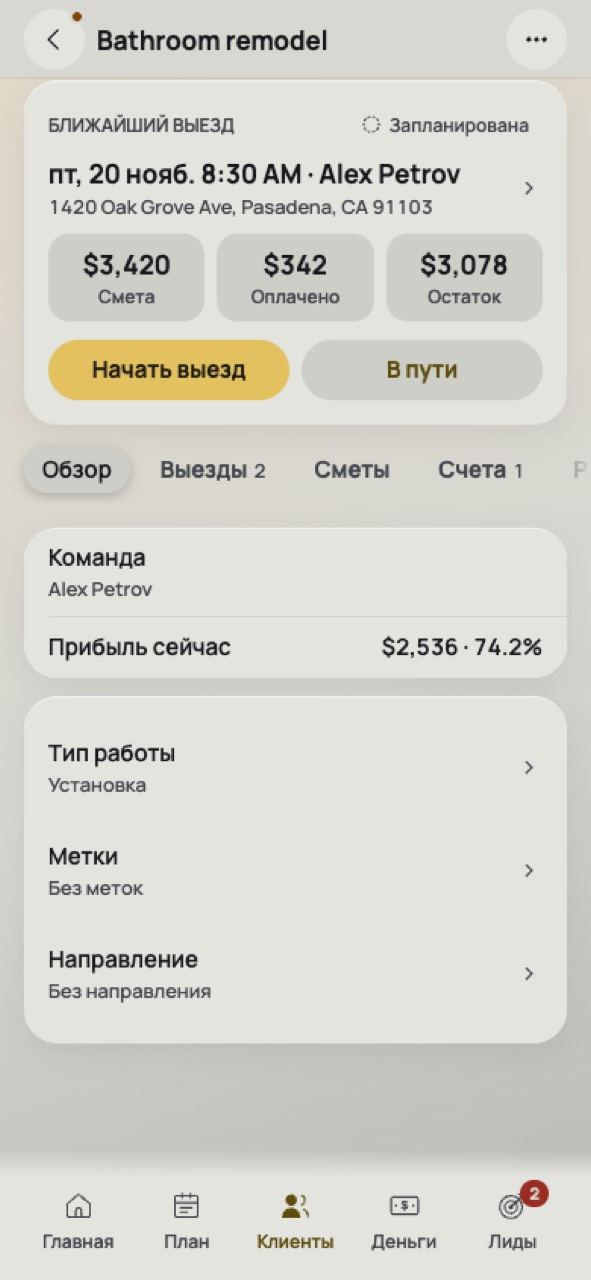 Bathroom remodel
БЛИЖАЙШИЙ ВЫЕЗД
Запланирована
пт, 20 нояб. 8:30 AM · Alex Petrov
1420 Oak Grove Ave, Pasadena, CA 91103
$3,420
Смета
$342
Оплачено
$3,078
Остаток
Начать выезд
В пути
Обзор
Выезды 2
Сметы
Счета 1
Р
Команда
Alex Petrov
Прибыль сейчас
$2,536 · 74.2%
Тип работы
Установка
Метки
Без меток
Направление
Без направления
2
Главная
План
Клиенты
Деньги
Лиды